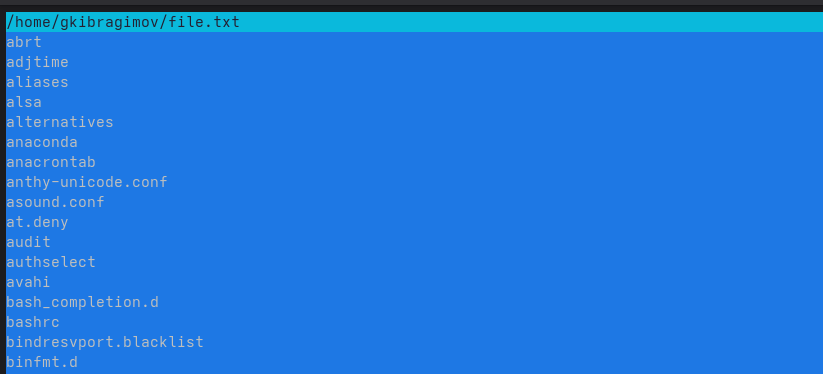 /home/gkibragimov/file.txt
abrt
adjtime
aliases
alsa
alternatives
anaconda
anacrontab
anthy-unicode.conf
asound.conf
at.deny
audit
authselect
avahi
bash_completion.d
bashrc
bindresvport.blacklist
binfmt.d